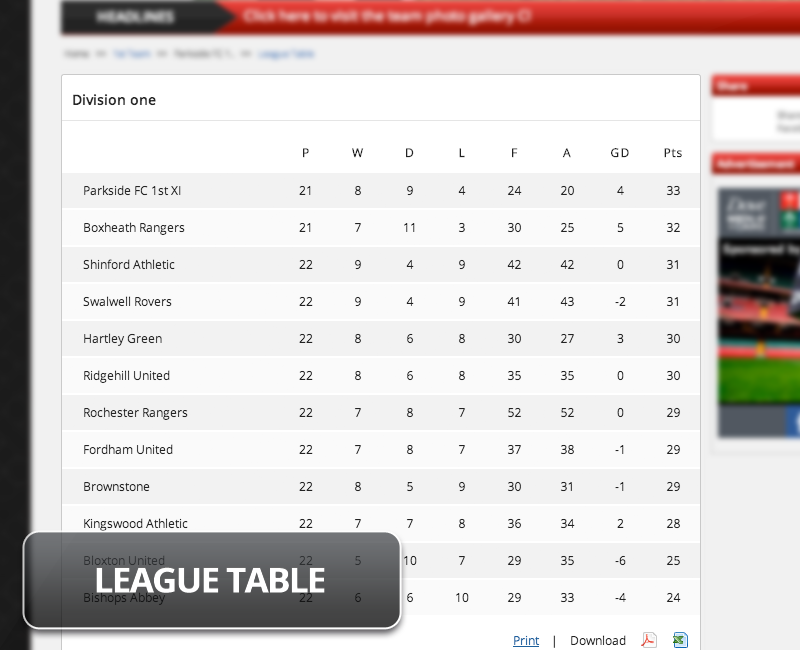 HEADLINES Click here to visit the team photo gallery
Home 1st Team Parkside FC 1.. League Table
Division one
Share
P W D L F A GD Pts
Advertisement
Parkside FC 1st XI 21 8 9 4 24 20 4 33
Boxheath Rangers 21 7 11 3 30 25 5 32
Sponsored by
Shinford Athletic 22 9 4 9 42 42 0 31
Swalwell Rovers 22 9 4 9 41 43 -2 31
Hartley Green 22 8 6 8 30 27 3 30
Ridgehill United 22 8 6 8 35 35 0 30
Rochester Rangers 22 7 8 7 52 52 0 29
Fordham United 22 7 8 7 37 38 -1 29
Brownstone 22 8 5 9 30 31 -1 29
Kingswood Athletic 22 7 7 8 36 34 2 28
Bloxton United 22 5 10 7 29 35 -6 25
LEAGUE TABLE
Bishops Abbey 22 6 6 10 29 33 -4 24
Print | Download